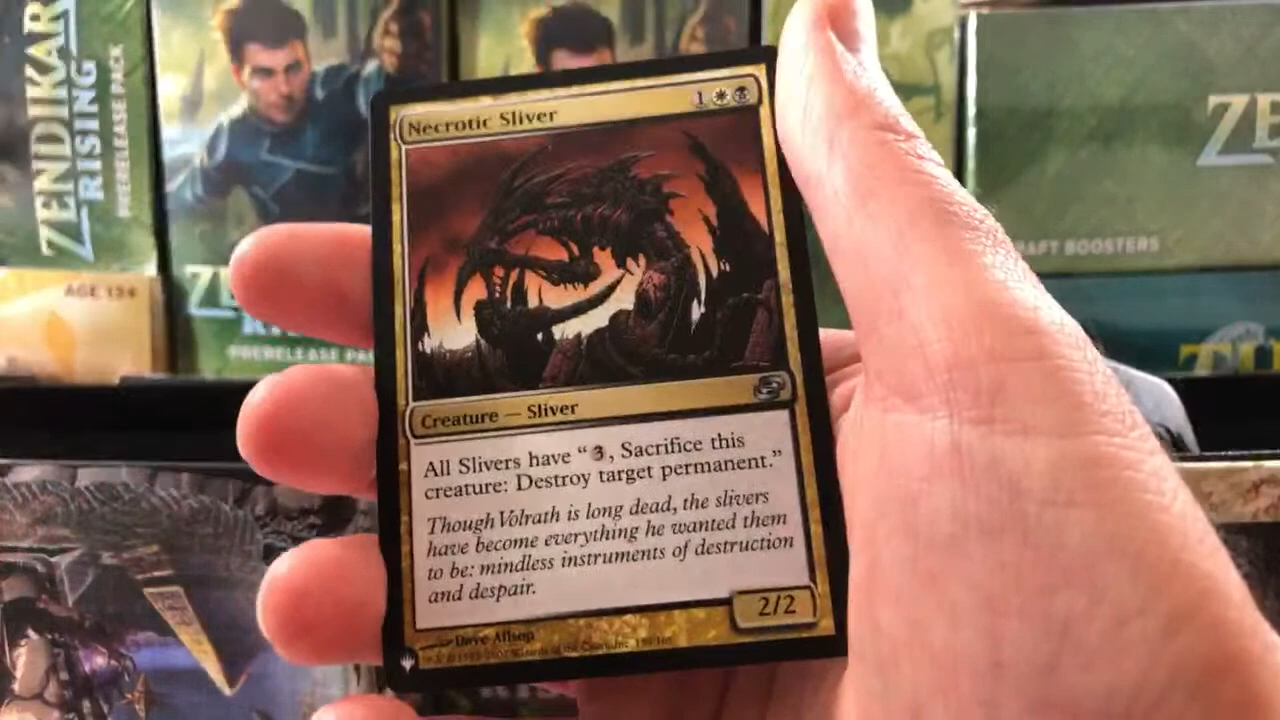 ZENDIKAR
RISING
PRERELEASE PACK
AGE 13+
PRERELEASE PA
ZE
DRAFT BOOSTERS
Necrotic Sliver
1
Creature — Sliver
All Slivers have “3, Sacrifice this
creature: Destroy target permanent.”
Though Volrath is long dead, the slivers
have become everything he wanted them
to be: mindless instruments of destruction
and despair.
2/2
Dave Allsop